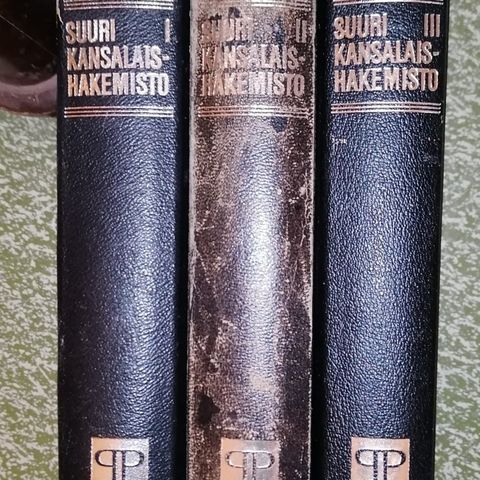 SUURI I
KANSALAIS-
HAKEMISTO
SUURI II
KANSALAIS-
HAKEMISTO
SUURI III
KANSALAIS-
HAKEMISTO